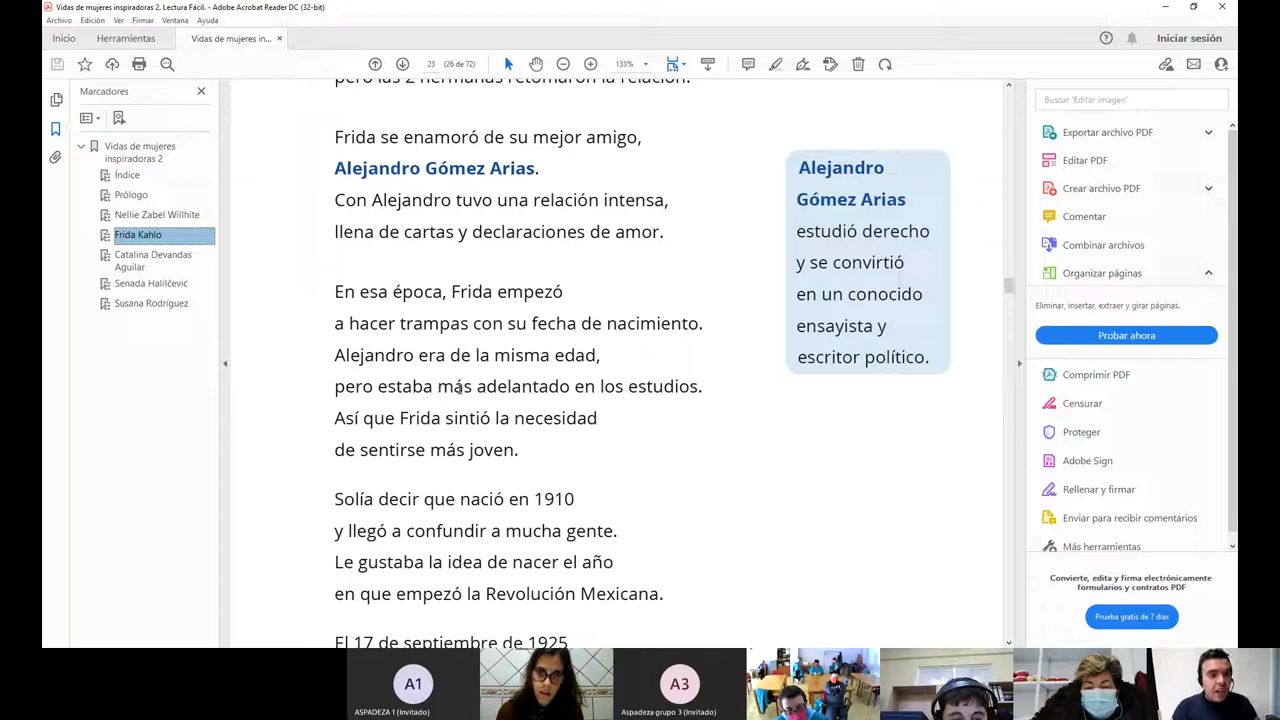 Vidas de mujeres inspiradoras 2. Lectura Fácil. - Adobe Acrobat Reader DC (32-bit)
Archivo Edición Ver Firmar Ventana Ayuda
Inicio Herramientas Vidas de mujeres in... × Iniciar sesión
23 (26 de 72) 133%
Marcadores
Vidas de mujeres
inspiradoras 2
Índice
Prólogo
Nellie Zabel Willhite
Frida Kahlo
Catalina Devandas
Aguilar
Senada Halilčević
Susana Rodríguez
pero las 2 hermanas retomaron la relación.
Frida se enamoró de su mejor amigo,
Alejandro Gómez Arias.
Con Alejandro tuvo una relación intensa,
llena de cartas y declaraciones de amor.
En esa época, Frida empezó
a hacer trampas con su fecha de nacimiento.
Alejandro era de la misma edad,
pero estaba más adelantado en los estudios.
Así que Frida sintió la necesidad
de sentirse más joven.
Solía decir que nació en 1910
y llegó a confundir a mucha gente.
Le gustaba la idea de nacer el año
en que empezó la Revolución Mexicana.
El 17 de septiembre de 1925
Alejandro
Gómez Arias
estudió derecho
y se convirtió
en un conocido
ensayista y
escritor político.
Buscar 'Editar imagen'
Exportar archivo PDF
Editar PDF
Crear archivo PDF
Comentar
Combinar archivos
Organizar páginas
Eliminar, insertar, extraer y girar páginas.
Probar ahora
Comprimir PDF
Censurar
Proteger
Adobe Sign
Rellenar y firmar
Enviar para recibir comentarios
Más herramientas
Convierte, edita y firma electrónicamente
formularios y contratos PDF
Prueba gratis de 7 días
A1
ASPADEZA 1 (Invitado)
A3
Aspadeza grupo 3 (Invitado)